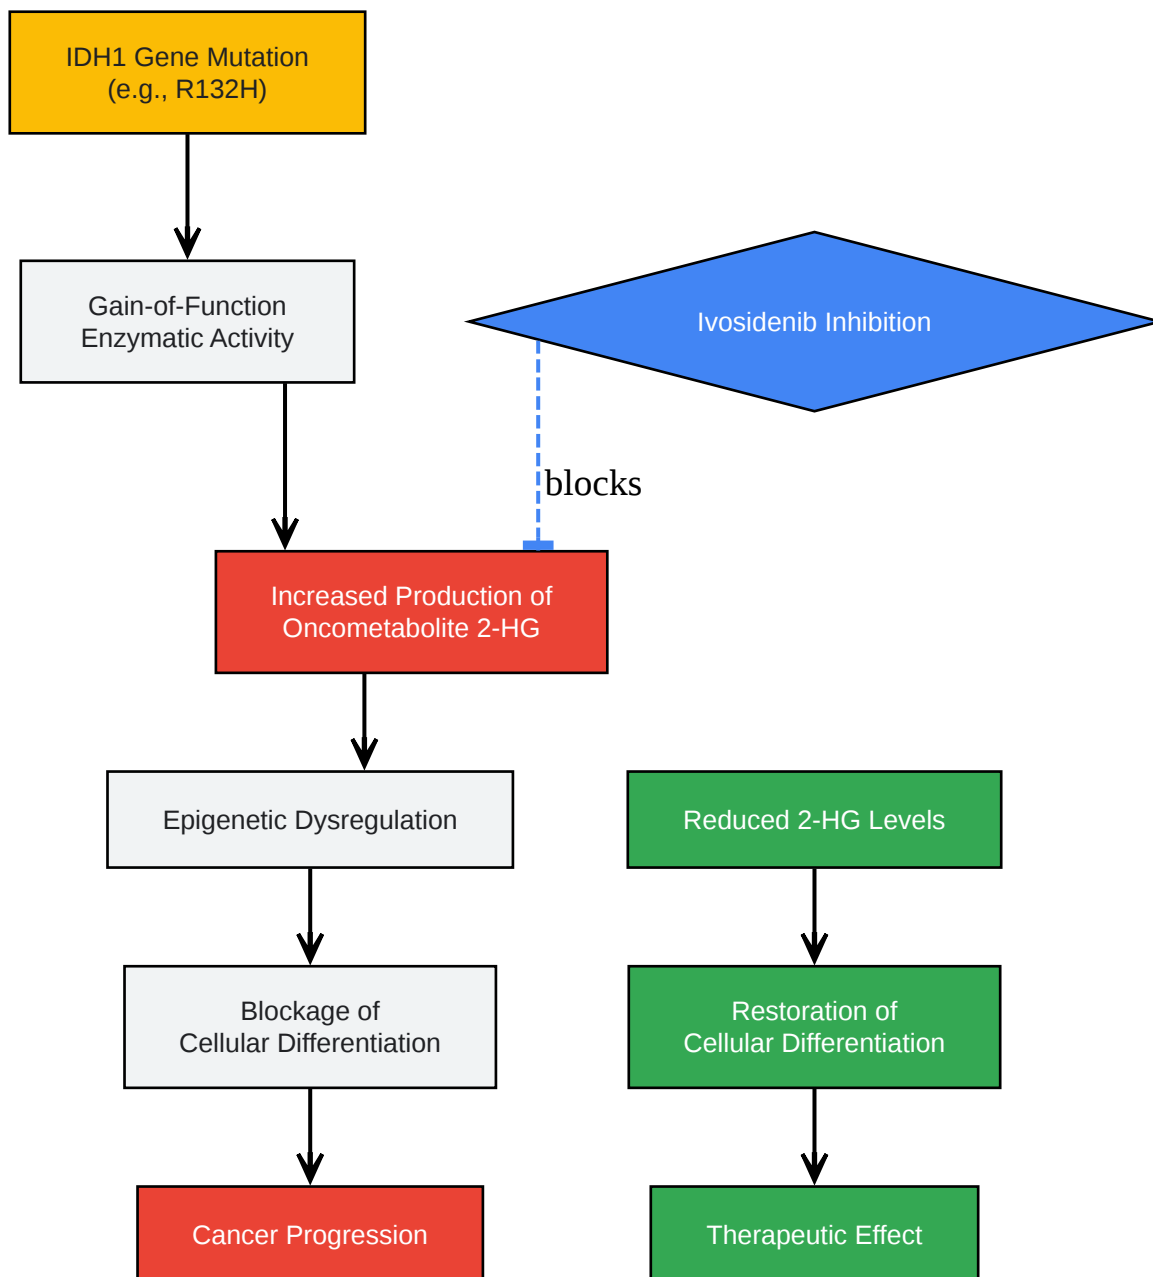 IDH1 Gene Mutation
(e.g., R132H)
Gain-of-Function
Enzymatic Activity
Ivosidenib Inhibition
blocks
Increased Production of
Oncometabolite 2-HG
Epigenetic Dysregulation
Reduced 2-HG Levels
Blockage of
Cellular Differentiation
Restoration of
Cellular Differentiation
Cancer Progression
Therapeutic Effect